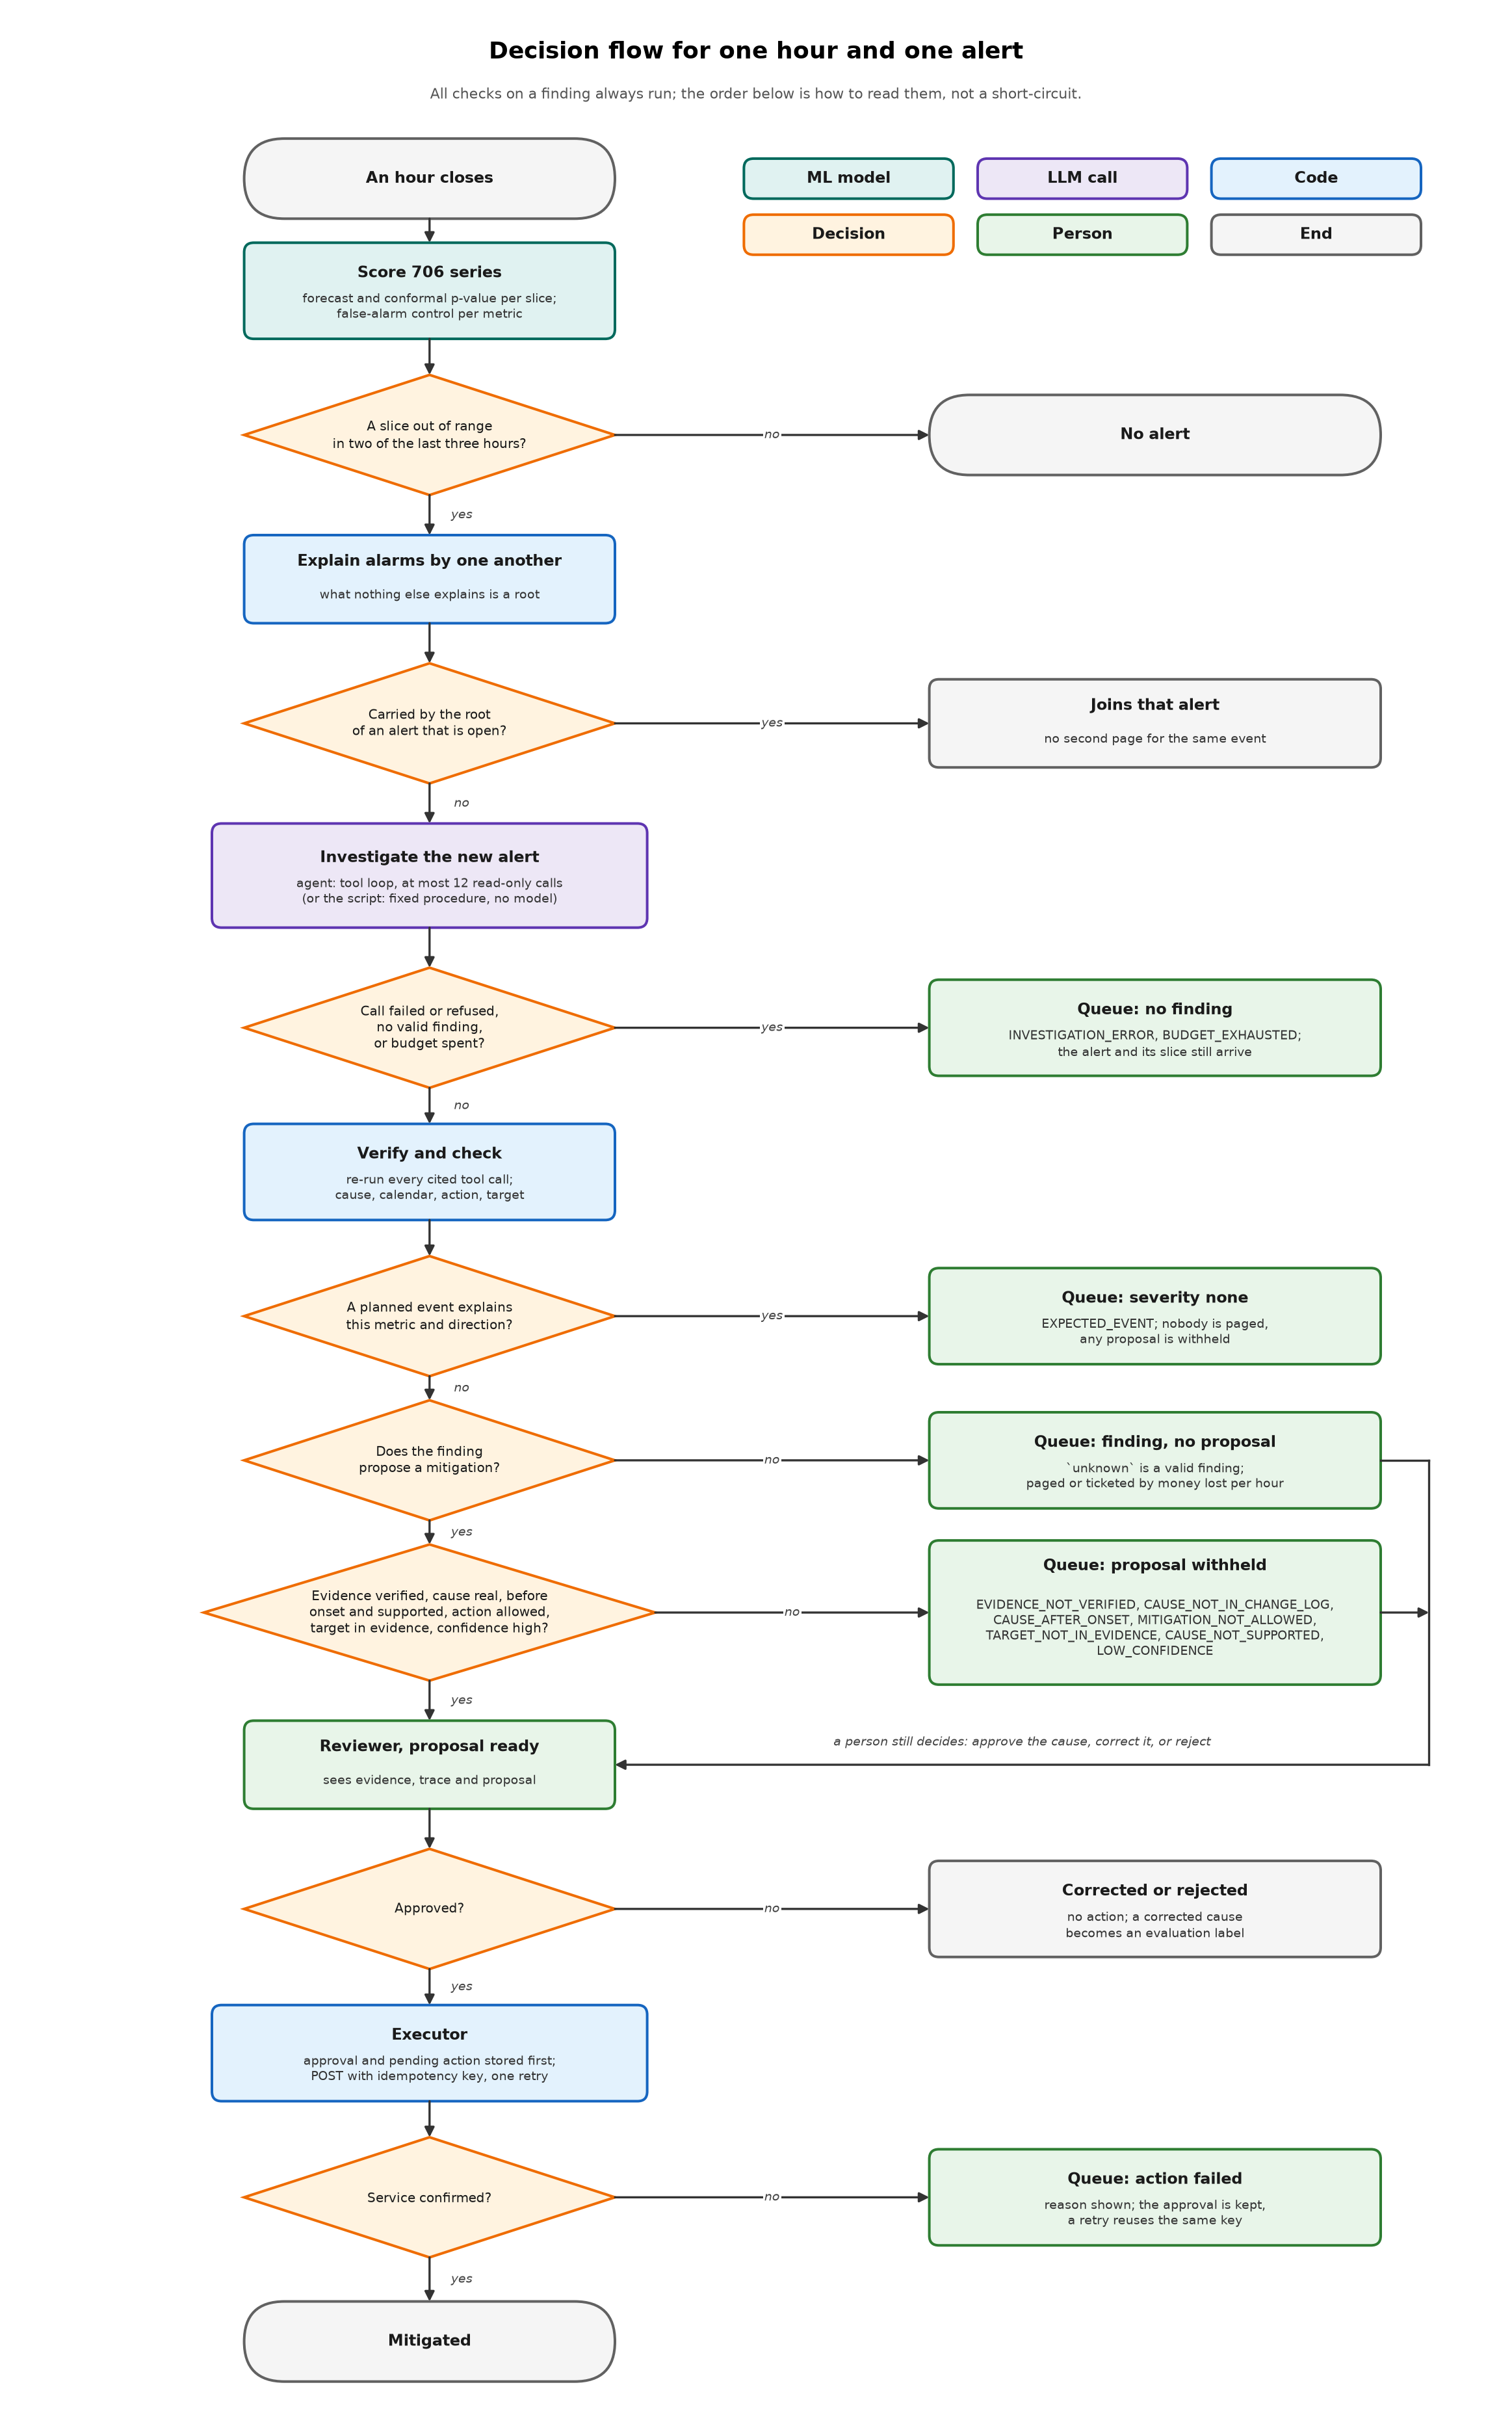 Decision flow for one hour and one alert
All checks on a finding always run; the order below is how to read them, not a short-circuit.
An hour closes
ML model
LLM call
Code
Decision
Person
End
Score 706 series
forecast and conformal p-value per slice;
false-alarm control per metric
A slice out of range
in two of the last three hours?
no
No alert
yes
Explain alarms by one another
what nothing else explains is a root
Carried by the root
of an alert that is open?
yes
Joins that alert
no second page for the same event
no
Investigate the new alert
agent: tool loop, at most 12 read-only calls
(or the script: fixed procedure, no model)
Call failed or refused,
no valid finding,
or budget spent?
yes
Queue: no finding
INVESTIGATION_ERROR, BUDGET_EXHAUSTED;
the alert and its slice still arrive
no
Verify and check
re-run every cited tool call;
cause, calendar, action, target
A planned event explains
this metric and direction?
yes
Queue: severity none
EXPECTED_EVENT; nobody is paged,
any proposal is withheld
no
Does the finding
propose a mitigation?
no
Queue: finding, no proposal
`unknown` is a valid finding;
paged or ticketed by money lost per hour
yes
Evidence verified, cause real, before
onset and supported, action allowed,
target in evidence, confidence high?
no
Queue: proposal withheld
EVIDENCE_NOT_VERIFIED, CAUSE_NOT_IN_CHANGE_LOG,
CAUSE_AFTER_ONSET, MITIGATION_NOT_ALLOWED,
TARGET_NOT_IN_EVIDENCE, CAUSE_NOT_SUPPORTED,
LOW_CONFIDENCE
yes
Reviewer, proposal ready
sees evidence, trace and proposal
a person still decides: approve the cause, correct it, or reject
Approved?
no
Corrected or rejected
no action; a corrected cause
becomes an evaluation label
yes
Executor
approval and pending action stored first;
POST with idempotency key, one retry
Service confirmed?
no
Queue: action failed
reason shown; the approval is kept,
a retry reuses the same key
yes
Mitigated